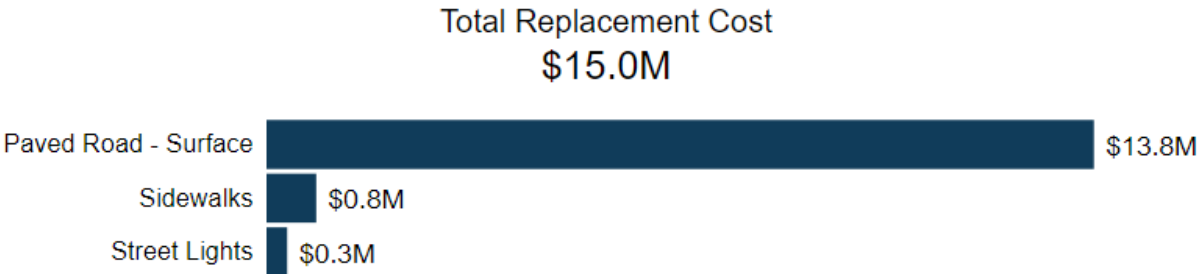 Total Replacement Cost
$15.0M
Paved Road - Surface $13.8M
Sidewalks $0.8M
Street Lights $0.3M